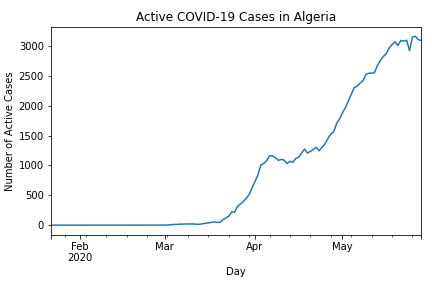 Active COVID-19 Cases in Algeria
Number of Active Cases
3000
2500
2000
1500
1000
500
0
Feb
2020
Mar
Apr
May
Day